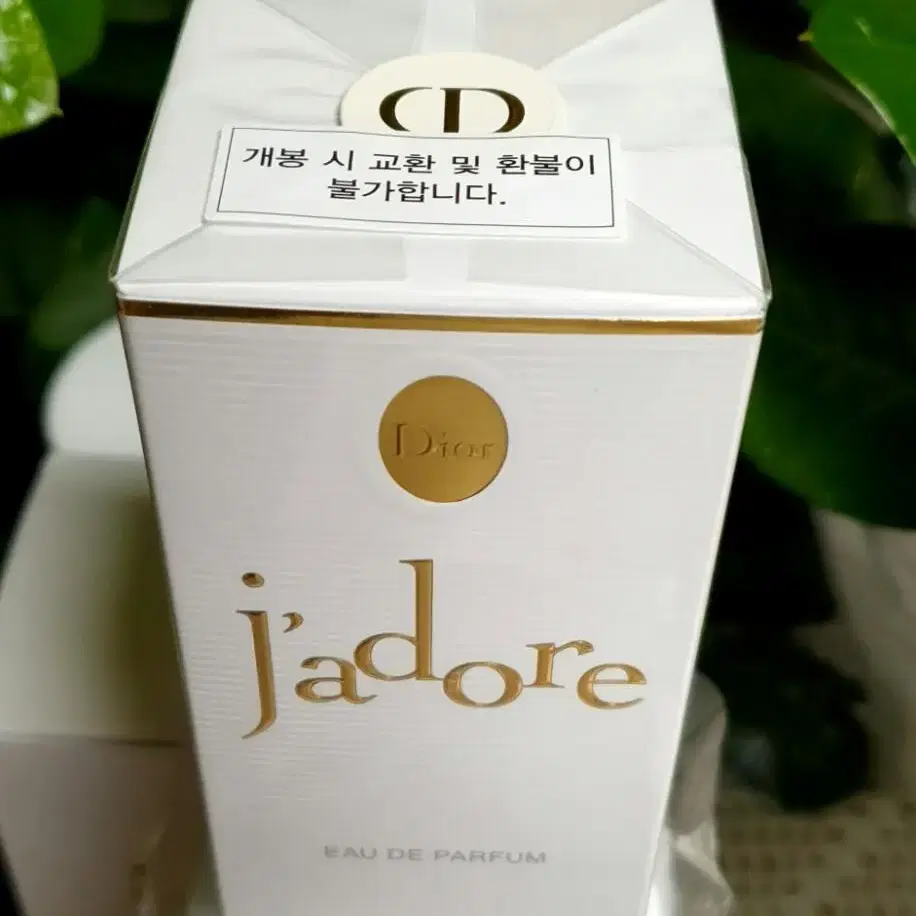 CD
개봉 시 교환 및 환불이
불가합니다.
Dior
j'adore
EAU DE PARFUM